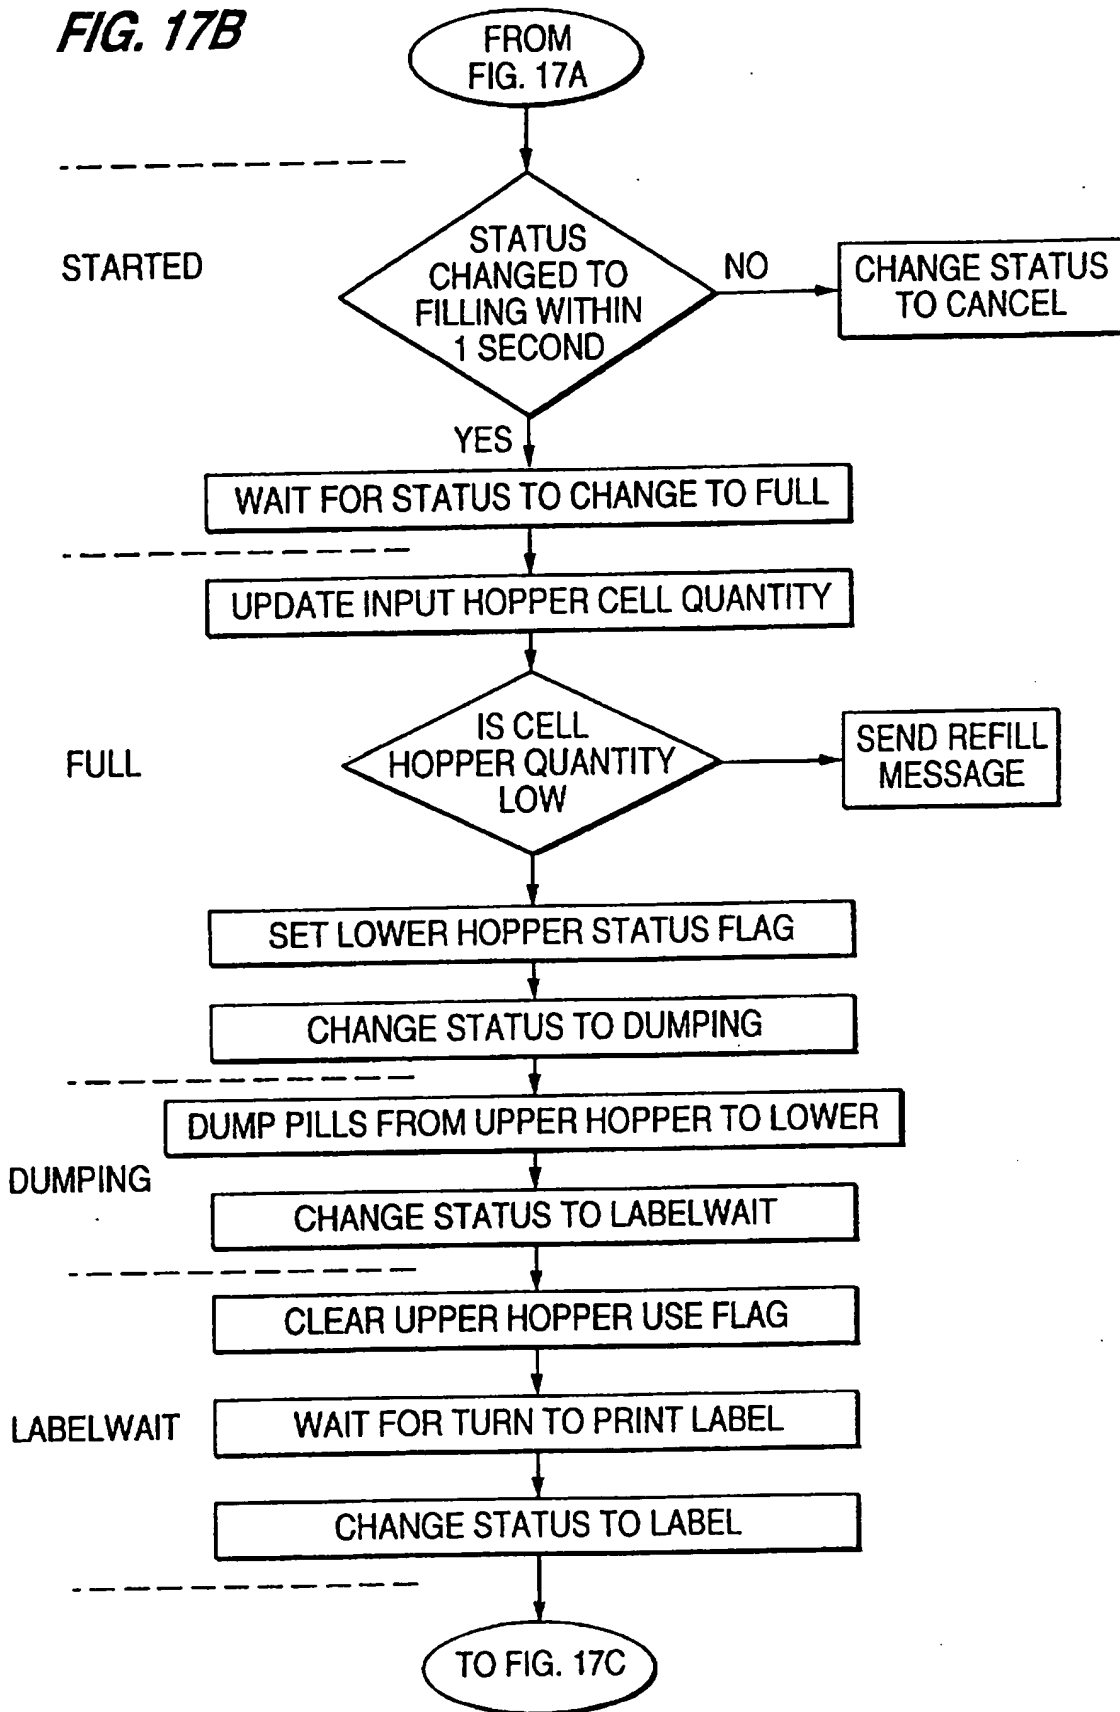 FIG. 17B
FROM
FIG. 17A
STARTED
STATUS
CHANGED TO
FILLING WITHIN
1 SECOND
NO
CHANGE STATUS
TO CANCEL
YES
WAIT FOR STATUS TO CHANGE TO FULL
UPDATE INPUT HOPPER CELL QUANTITY
FULL
IS CELL
HOPPER QUANTITY
LOW
SEND REFILL
MESSAGE
SET LOWER HOPPER STATUS FLAG
CHANGE STATUS TO DUMPING
DUMP PILLS FROM UPPER HOPPER TO LOWER
DUMPING
CHANGE STATUS TO LABELWAIT
CLEAR UPPER HOPPER USE FLAG
LABELWAIT
WAIT FOR TURN TO PRINT LABEL
CHANGE STATUS TO LABEL
TO FIG. 17C